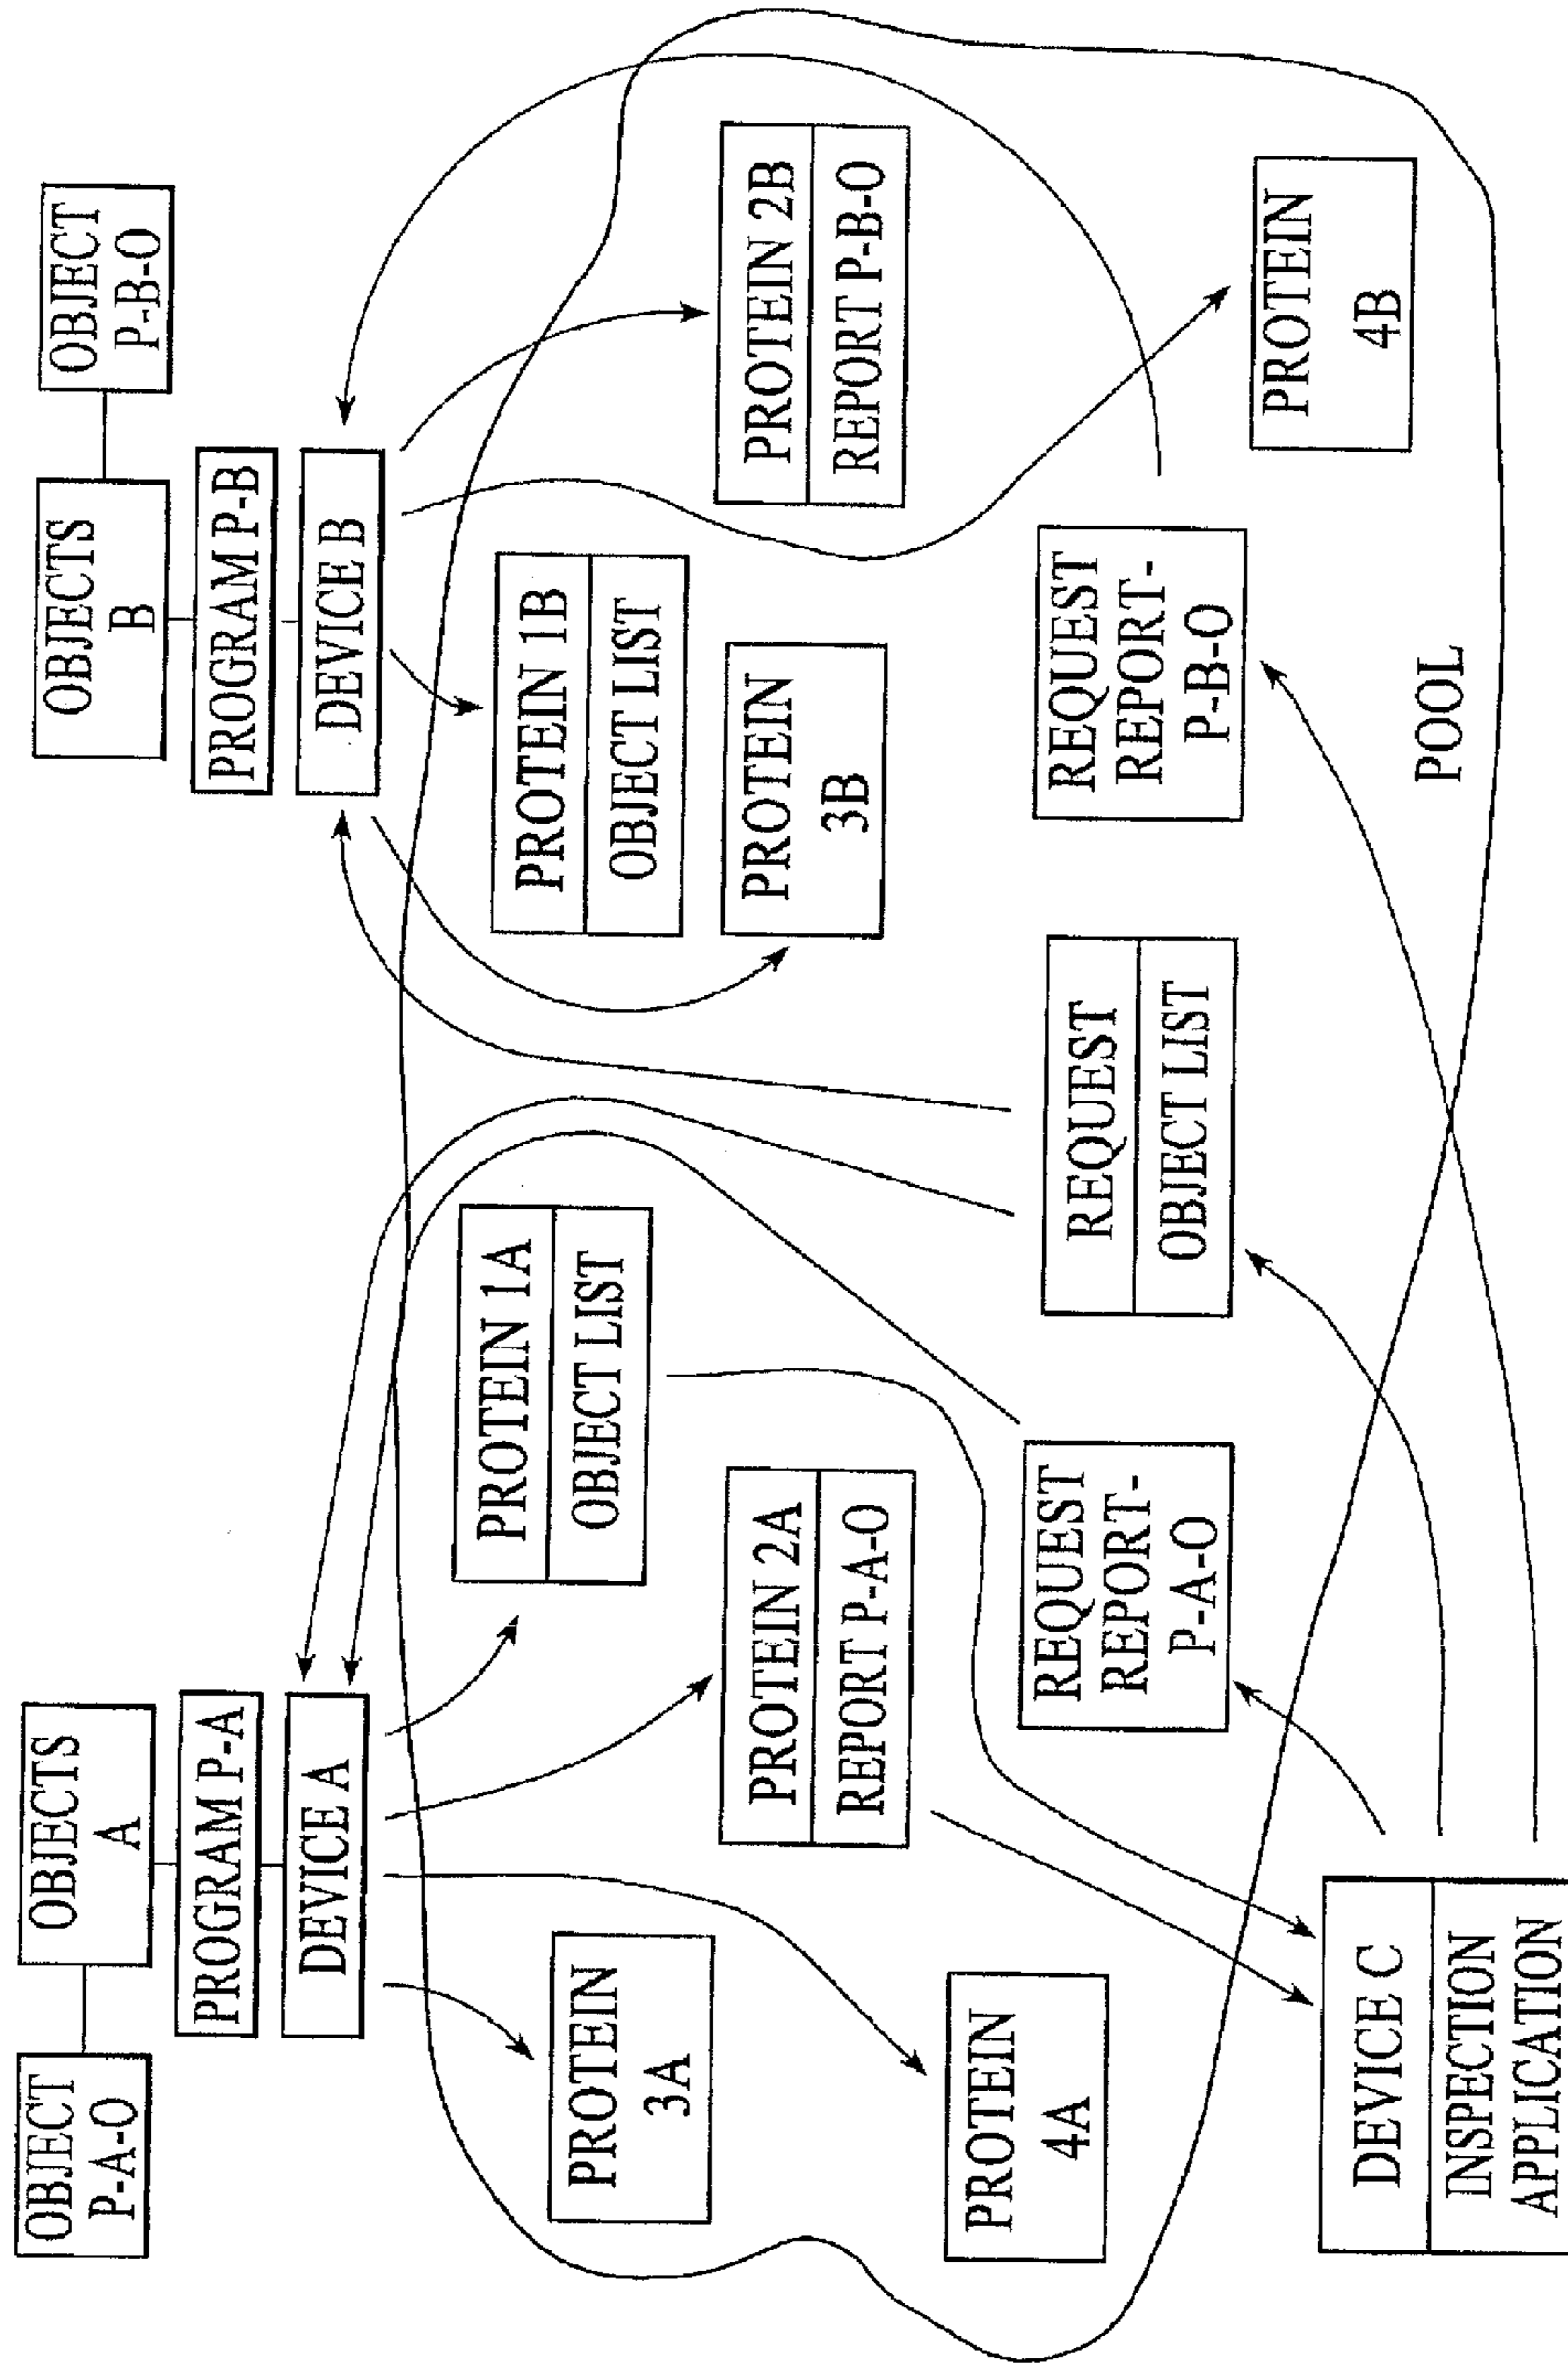 OBJECT
P-A-O
OBJECTS
A
PROGRAM P-A
DEVICE A
OBJECTS
B
OBJECT
P-B-O
PROGRAM P-B
DEVICE B
PROTEIN 1A
OBJECT LIST
PROTEIN 1B
OBJECT LIST
PROTEIN
3A
PROTEIN 2A
REPORT P-A-O
PROTEIN
3B
PROTEIN 2B
REPORT P-B-O
PROTEIN
4A
REQUEST
REPORT-
P-A-O
REQUEST
OBJECT LIST
REQUEST
REPORT-
P-B-O
PROTEIN
4B
DEVICE C
INSPECTION
APPLICATION
POOL